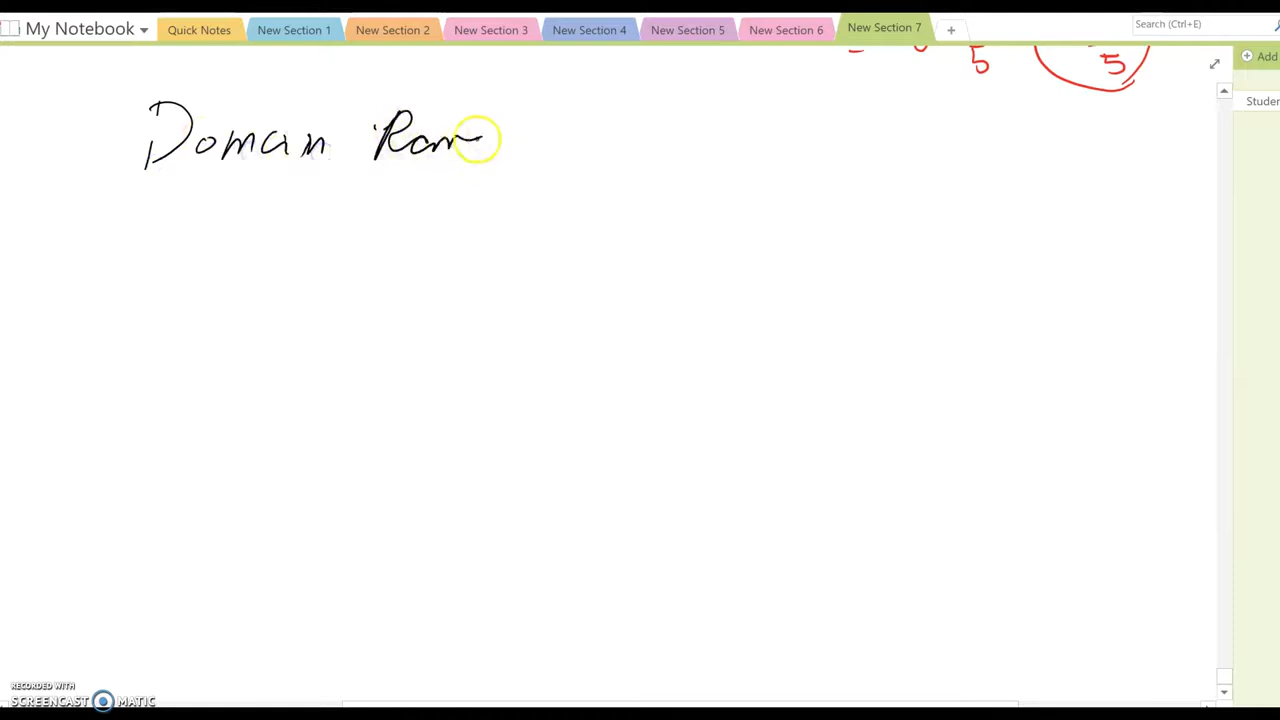 My Notebook Quick Notes New Section 1 New Section 2 New Section 3 New Section 4 New Section 5 New Section 6 New Section 7 Search (Ctrl+E)
Add
5 5
Studen
Doman Ran
RECORDED WITH
SCREENCAST MATIC